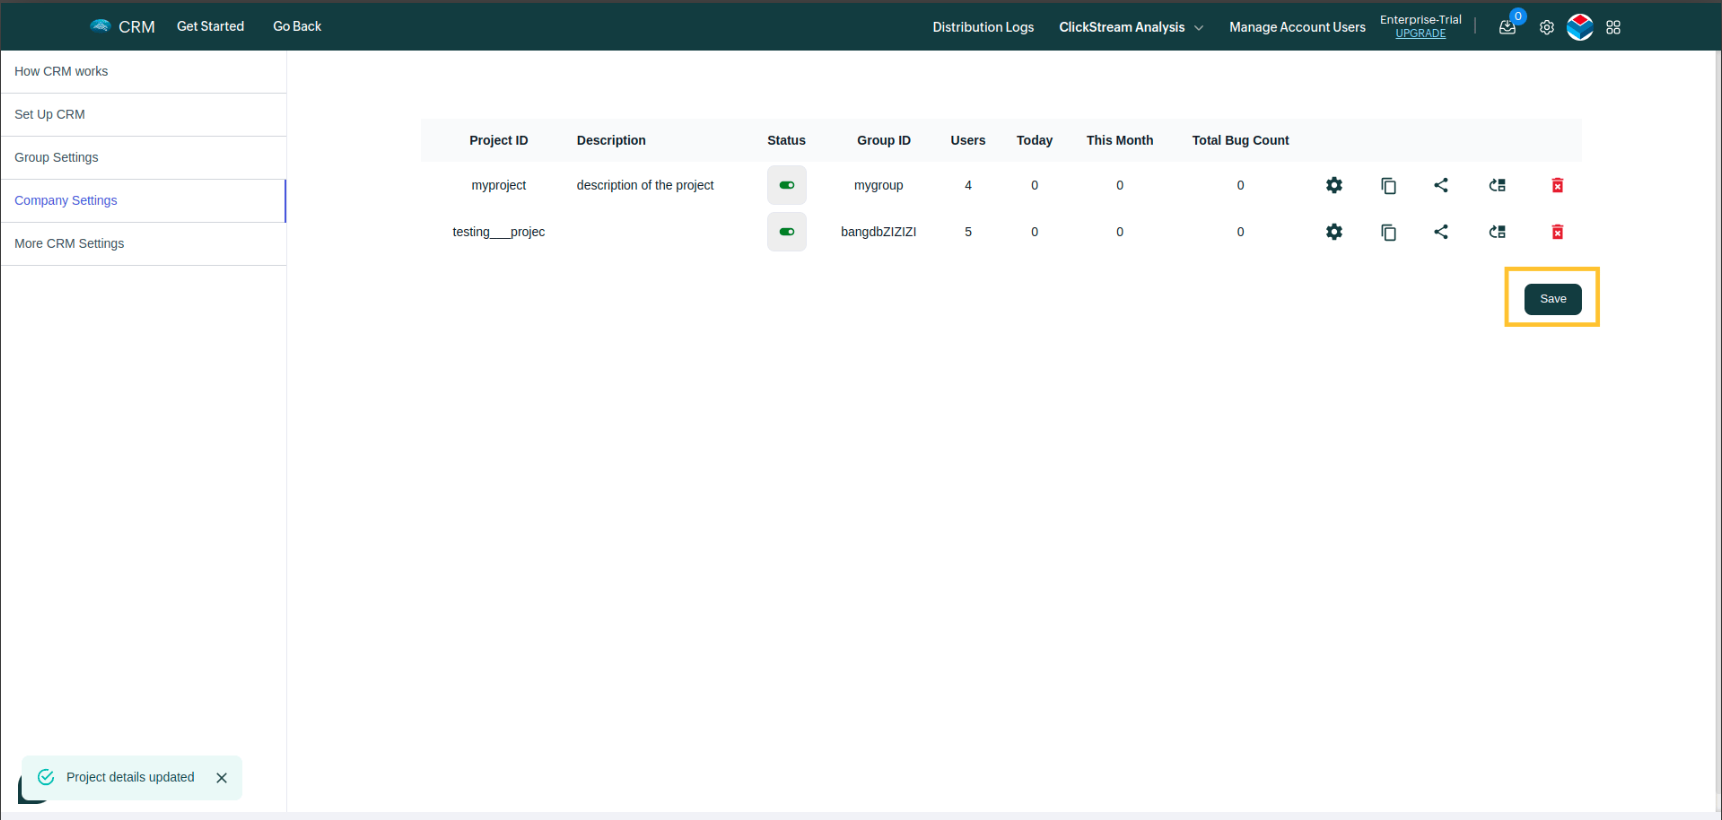 CRM Get Started Go Back Distribution Logs ClickStream Analysis Manage Account Users Enterprise-Trial 0
UPGRADE
How CRM works
Set Up CRM
Group Settings
Company Settings
More CRM Settings
Project ID Description Status Group ID Users Today This Month Total Bug Count
myproject description of the project mygroup 4 0 0 0
testing___projec bangdbZIZIZI 5 0 0 0
Save
Project details updated